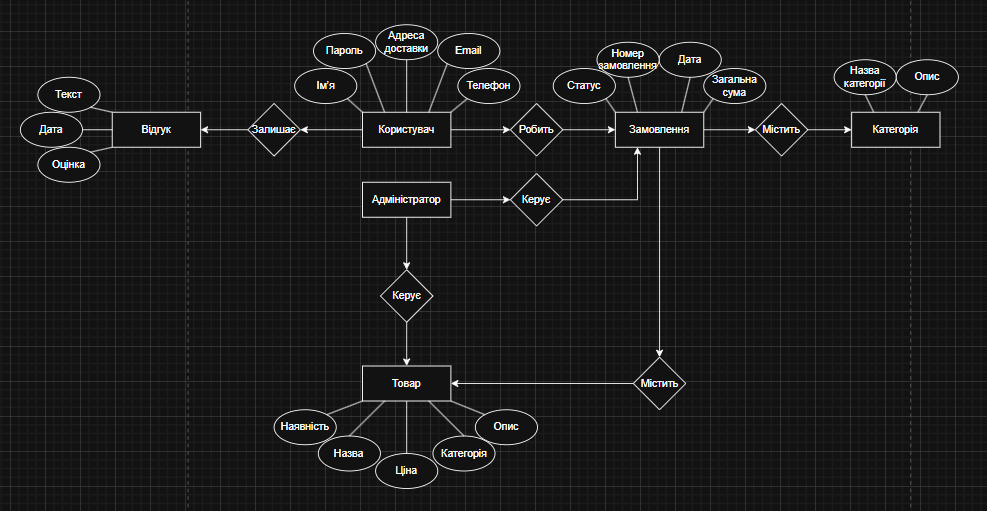 Адреса
доставки
Пароль
Email
Ім'я
Телефон
Номер
замовлення
Дата
Статус
Загальна
сума
Назва
категорії
Опис
Текст
Дата
Оцінка
Відгук
Залишає
Користувач
Робить
Замовлення
Містить
Категорія
Адміністратор
Керує
Керує
Товар
Містить
Наявність
Назва
Ціна
Категорія
Опис